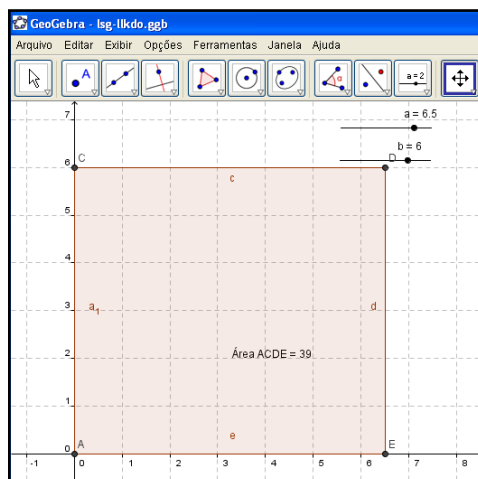 GeoGebra - lsg-llkdo.ggb
Arquivo Editar Exibir Opções Ferramentas Janela Ajuda
A
α
a = 2
a = 6.5
b = 6
7
6
5
4
3
2
1
0
C
D
c
a1
d
Área ACDE = 39
e
A
E
-1 0 1 2 3 4 5 6 7 8